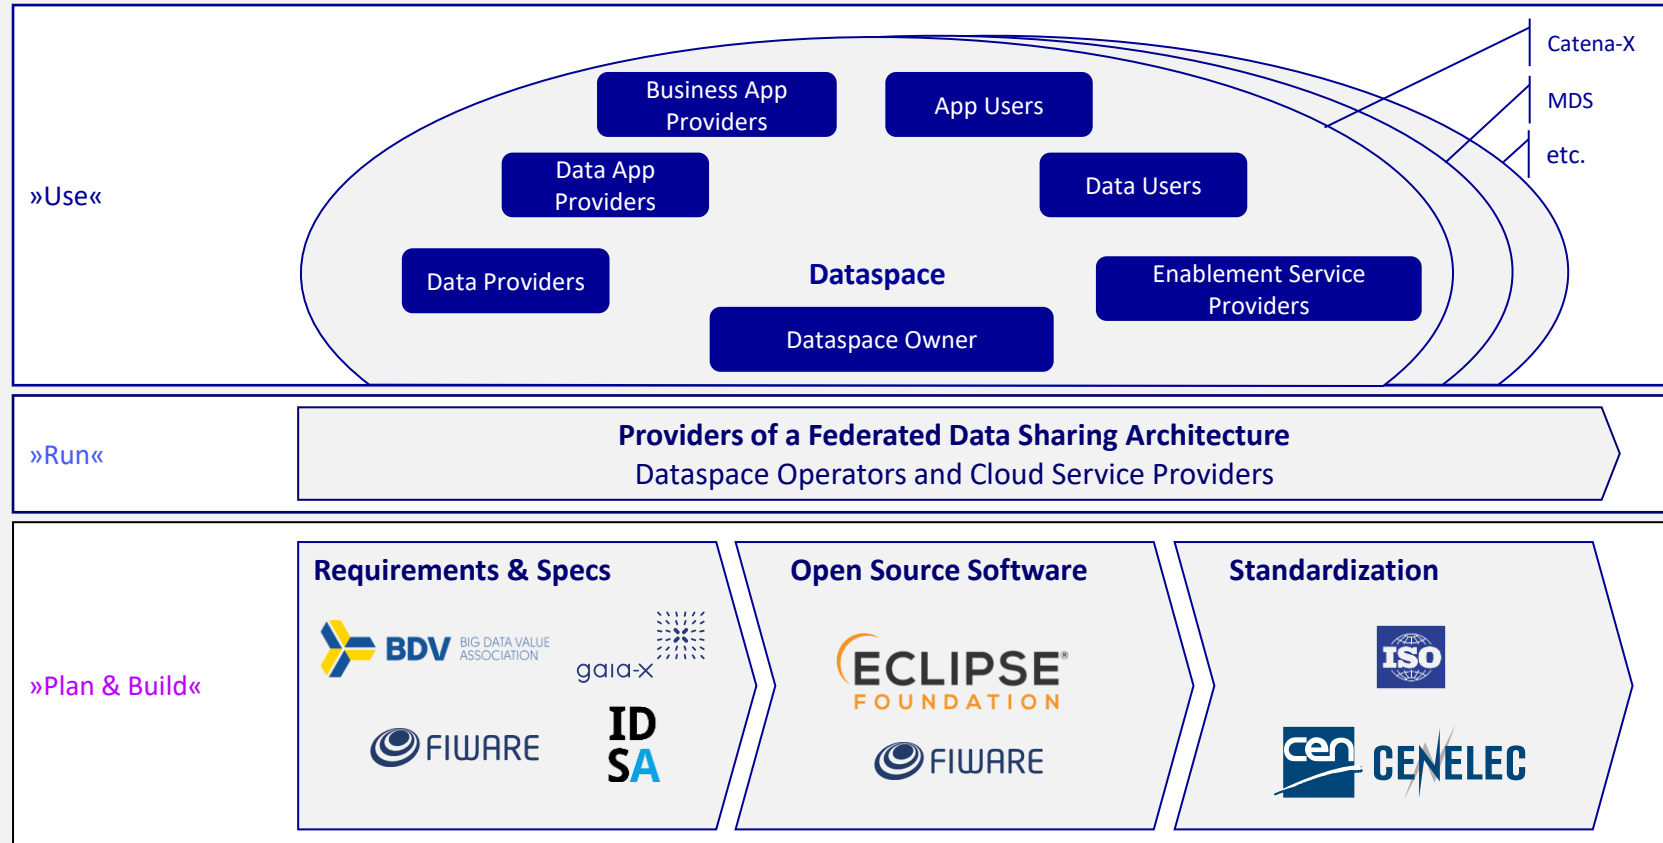 »Use«
Business App
Providers
App Users
Data App
Providers
Data Users
Data Providers
Dataspace
Enablement Service
Providers
Dataspace Owner
Catena-X
MDS
etc.
»Run«
Providers of a Federated Data Sharing Architecture
Dataspace Operators and Cloud Service Providers
»Plan & Build«
Requirements & Specs
BDV BIG DATA VALUE
ASSOCIATION
gaia-x
FIWARE
ID
SA
Open Source Software
ECLIPSE®
FOUNDATION
FIWARE
Standardization
ISO
cen
CENELEC